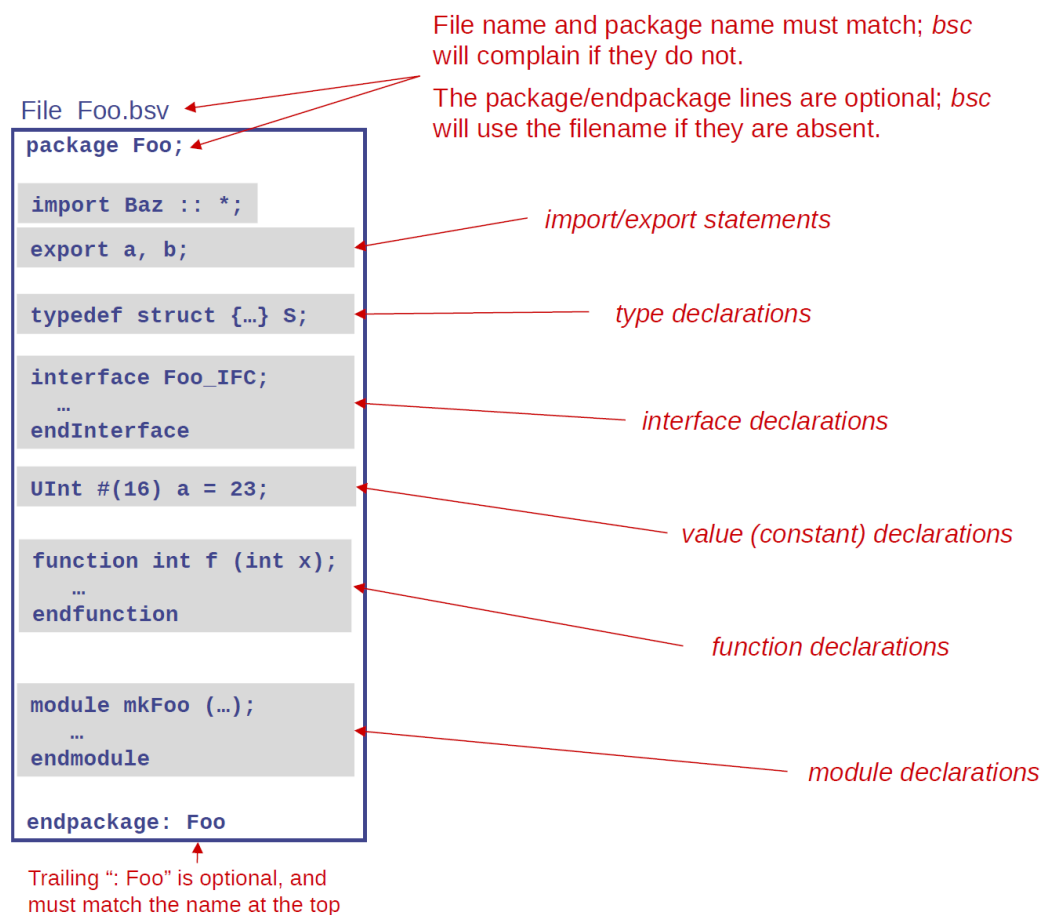 File name and package name must match; bsc
will complain if they do not.
The package/endpackage lines are optional; bsc
will use the filename if they are absent.
File Foo.bsv
package Foo;
import Baz :: *;
import/export statements
export a, b;
typedef struct {…} S;
type declarations
interface Foo_IFC;
…
endInterface
interface declarations
UInt #(16) a = 23;
value (constant) declarations
function int f (int x);
…
endfunction
function declarations
module mkFoo (…);
…
endmodule
module declarations
endpackage: Foo
Trailing “: Foo” is optional, and
must match the name at the top